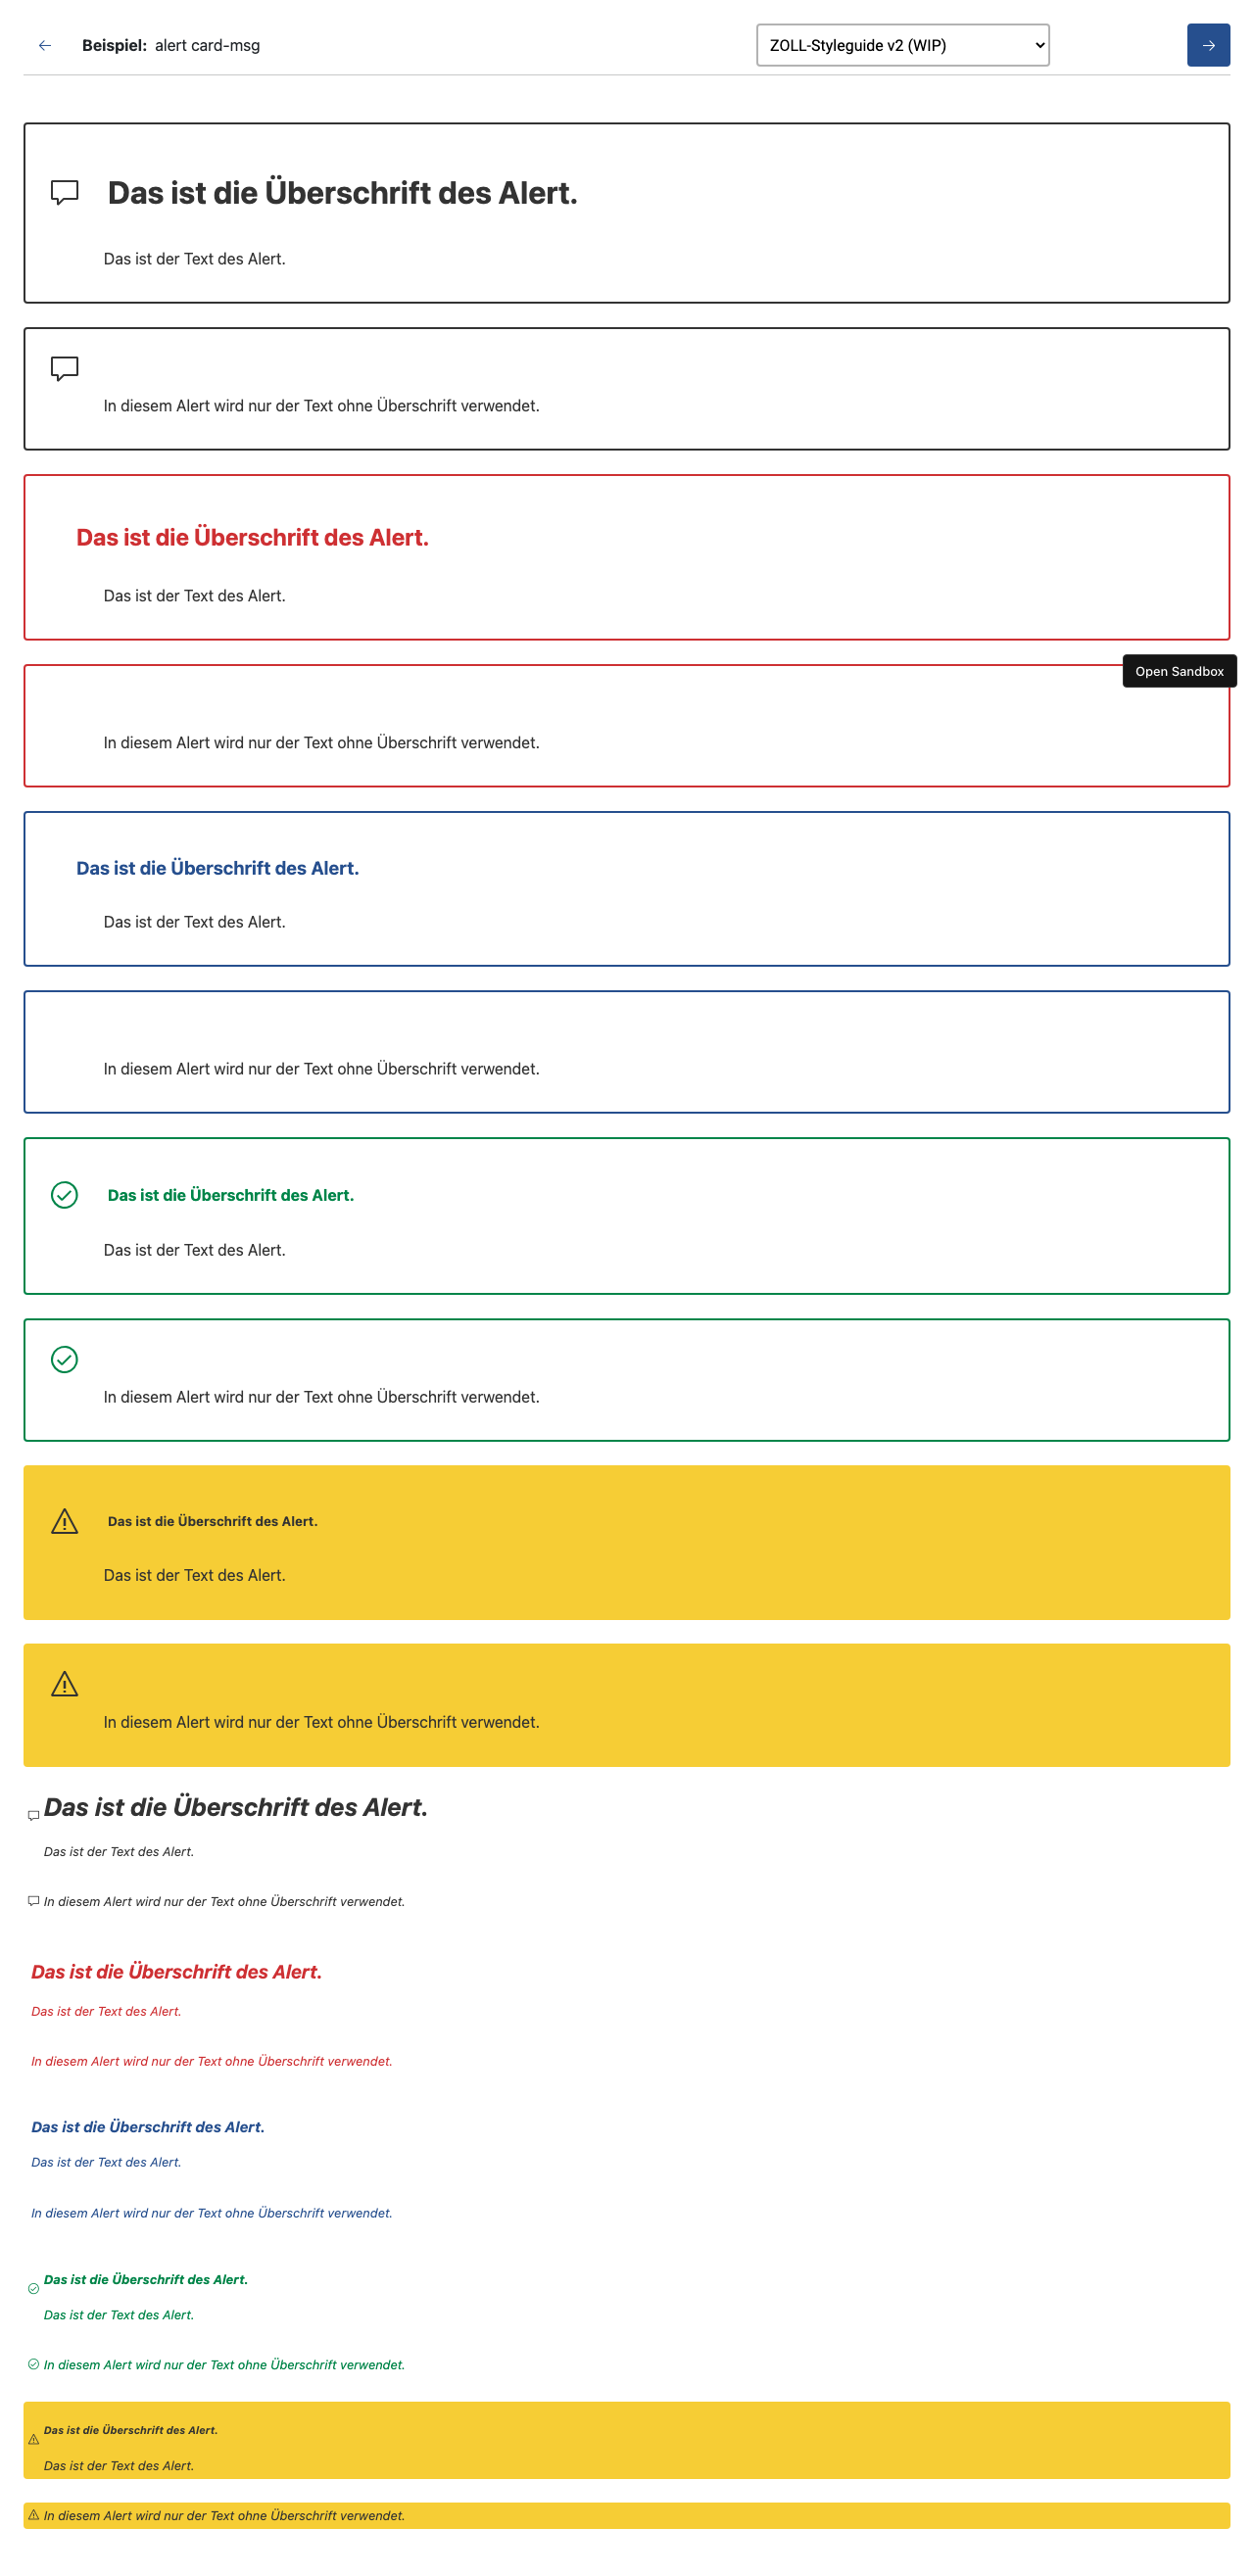 Beispiel: alert card-msg
ZOLL-Styleguide v2 (WIP)
Das ist die Überschrift des Alert.
Das ist der Text des Alert.
In diesem Alert wird nur der Text ohne Überschrift verwendet.
Das ist die Überschrift des Alert.
Das ist der Text des Alert.
Open Sandbox
In diesem Alert wird nur der Text ohne Überschrift verwendet.
Das ist die Überschrift des Alert.
Das ist der Text des Alert.
In diesem Alert wird nur der Text ohne Überschrift verwendet.
Das ist die Überschrift des Alert.
Das ist der Text des Alert.
In diesem Alert wird nur der Text ohne Überschrift verwendet.
Das ist die Überschrift des Alert.
Das ist der Text des Alert.
In diesem Alert wird nur der Text ohne Überschrift verwendet.
Das ist die Überschrift des Alert.
Das ist der Text des Alert.
In diesem Alert wird nur der Text ohne Überschrift verwendet.
Das ist die Überschrift des Alert.
Das ist der Text des Alert.
In diesem Alert wird nur der Text ohne Überschrift verwendet.
Das ist die Überschrift des Alert.
Das ist der Text des Alert.
In diesem Alert wird nur der Text ohne Überschrift verwendet.
Das ist die Überschrift des Alert.
Das ist der Text des Alert.
In diesem Alert wird nur der Text ohne Überschrift verwendet.
Das ist die Überschrift des Alert.
Das ist der Text des Alert.
In diesem Alert wird nur der Text ohne Überschrift verwendet.